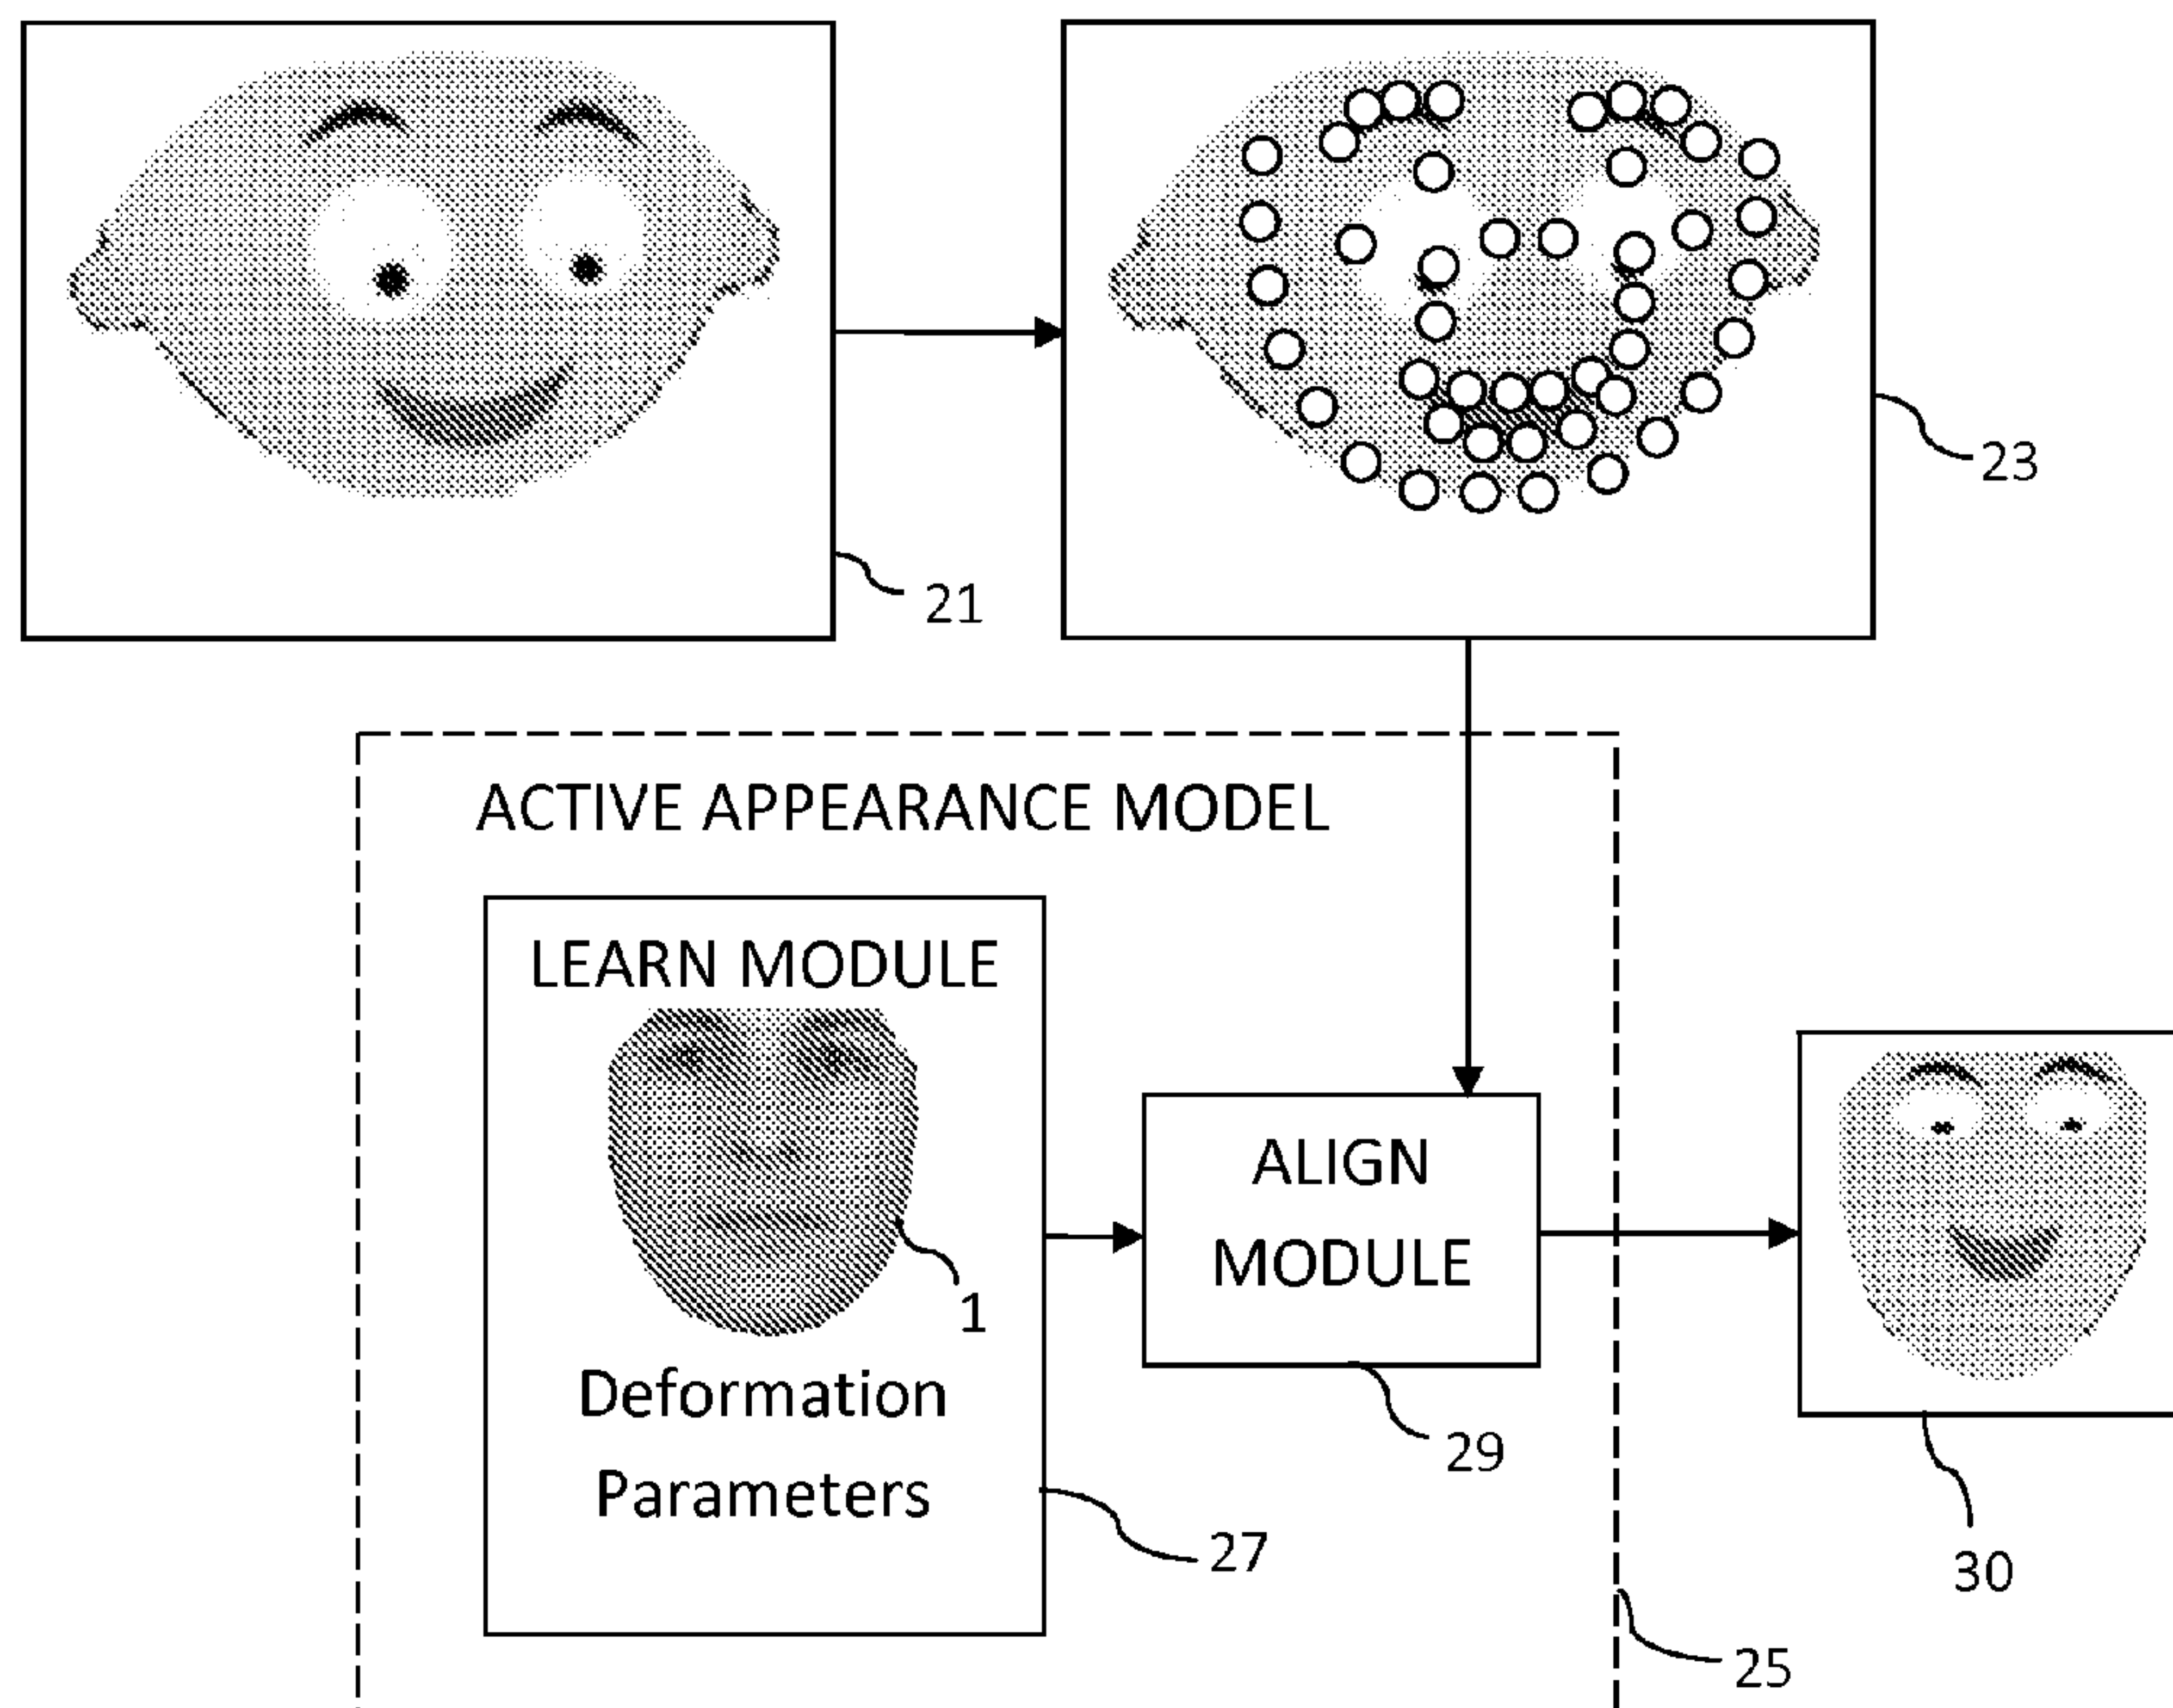 23
21
ACTIVE APPEARANCE MODEL
LEARN MODULE
1
Deformation
Parameters
27
ALIGN
MODULE
29
30
25